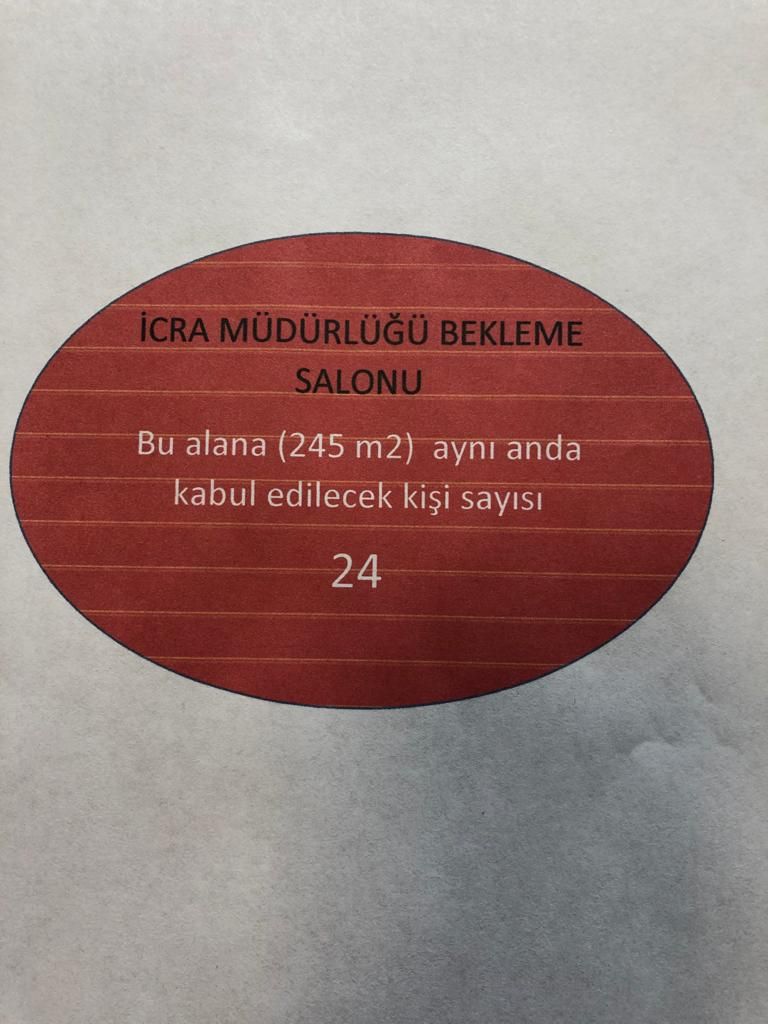 İCRA MÜDÜRLÜĞÜ BEKLEME
SALONU
Bu alana (245 m2) aynı anda
kabul edilecek kişi sayısı
24